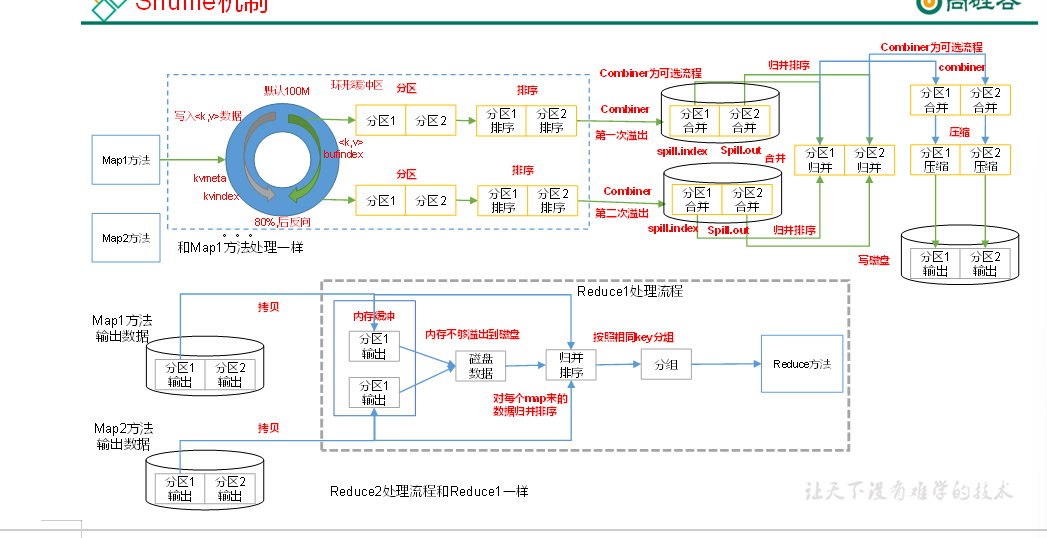 Shuffle机制
尚硅谷
Combiner为可选流程
combiner
默认100M
环形缓冲区
分区
排序
Combiner为可选流程
归并排序
写入<k,v>数据
分区1
分区2
分区1
排序
分区2
排序
Combiner
第一次溢出
分区1
合并
分区2
合并
spill.index
Spill.out
分区1
合并
分区2
合并
压缩
Map1方法
<k,v>
bufindex
kvmeta
kvindex
合并
分区1
归并
分区2
归并
分区1
压缩
分区2
压缩
分区
排序
分区1
分区2
分区1
排序
分区2
排序
Combiner
第二次溢出
分区1
合并
分区2
合并
spill.index
Spill.out
归并排序
80%,后反向
Map2方法
和Map1方法处理一样
写磁盘
分区1
输出
分区2
输出
Reduce1处理流程
拷贝
Map1方法
输出数据
分区1
输出
分区2
输出
内存缓冲
分区1
输出
分区1
输出
内存不够溢出到磁盘
磁盘
数据
归并
排序
对每个map来的
数据归并排序
按照相同key分组
分组
Reduce方法
Map2方法
输出数据
拷贝
分区1
输出
分区2
输出
Reduce2处理流程和Reduce1一样
让天下没有难学的技术